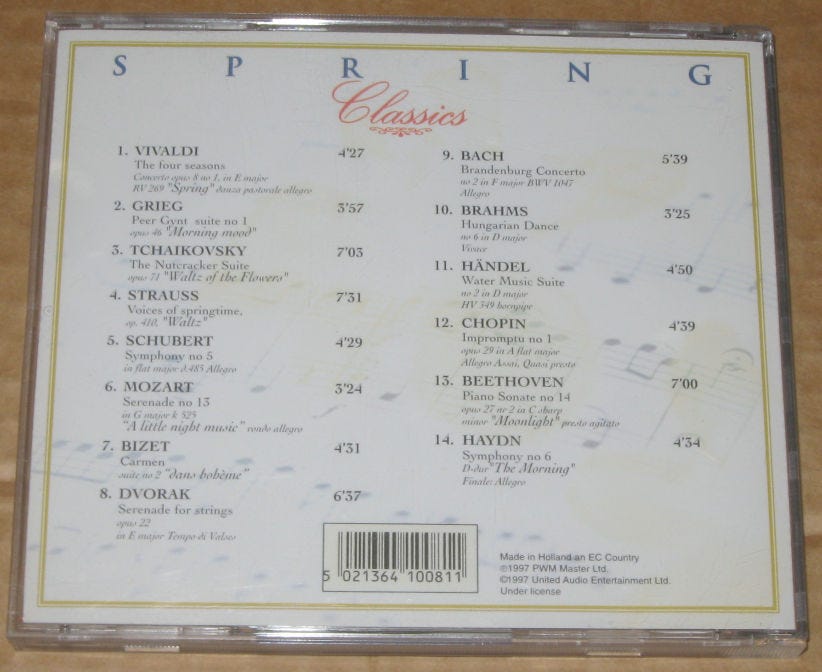 SPRING
Classics
1. VIVALDI 4'27
The four seasons
Concerto opus 8 no 1, in E major
RV 269 "Spring" danza pastorale allegro
2. GRIEG 3'57
Peer Gynt suite no 1
opus 46 "Morning mood"
3. TCHAIKOVSKY 7'03
The Nutcracker Suite
opus 71 "Waltz of the Flowers"
4. STRAUSS 7'31
Voices of springtime,
op. 410, "Waltz"
5. SCHUBERT 4'29
Symphony no 5
in flat major d.485 Allegro
6. MOZART 3'24
Serenade no 13
in G major k 525
"A little night music" rondo allegro
7. BIZET 4'31
Carmen
suite no 2 "dans bohème"
8. DVORAK 6'37
Serenade for strings
opus 22
in E major Tempo di Valseo
9. BACH 5'39
Brandenburg Concerto
no 2 in F major BWV 1047
Allegro
10. BRAHMS 3'25
Hungarian Dance
no 6 in D major
Vivace
11. HÄNDEL 4'50
Water Music Suite
no 2 in D major
HV 349 hornpipe
12. CHOPIN 4'39
Impromptu no 1
opus 29 in A flat major
Allegro Assai, Quasi presto
13. BEETHOVEN 7'00
Piano Sonate no 14
opus 27 nr 2 in C sharp
minor "Moonlight" presto agitato
14. HAYDN 4'34
Symphony no 6
D-dur "The Morning"
Finale: Allegro
5 021364 100811
Made in Holland an EC Country
℗1997 PWM Master Ltd.
©1997 United Audio Entertainment Ltd.
Under license